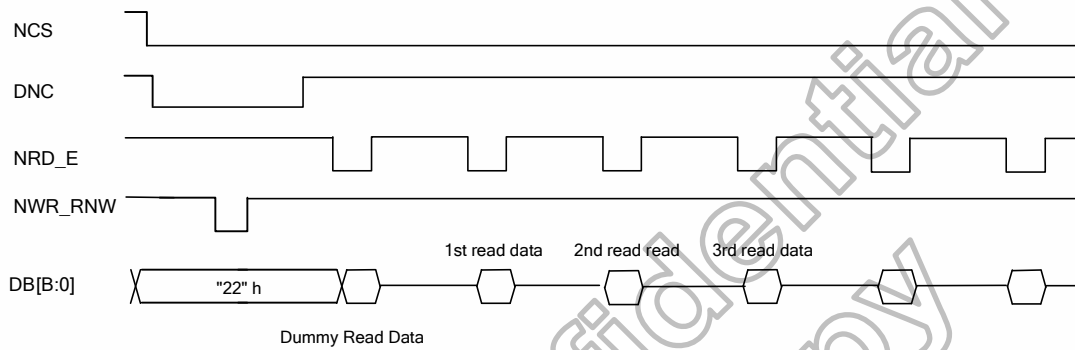 NCS
DNC
NRD_E
NWR_RNW
1st read data 2nd read read 3rd read data
DB[B:0] "22" h
Dummy Read Data